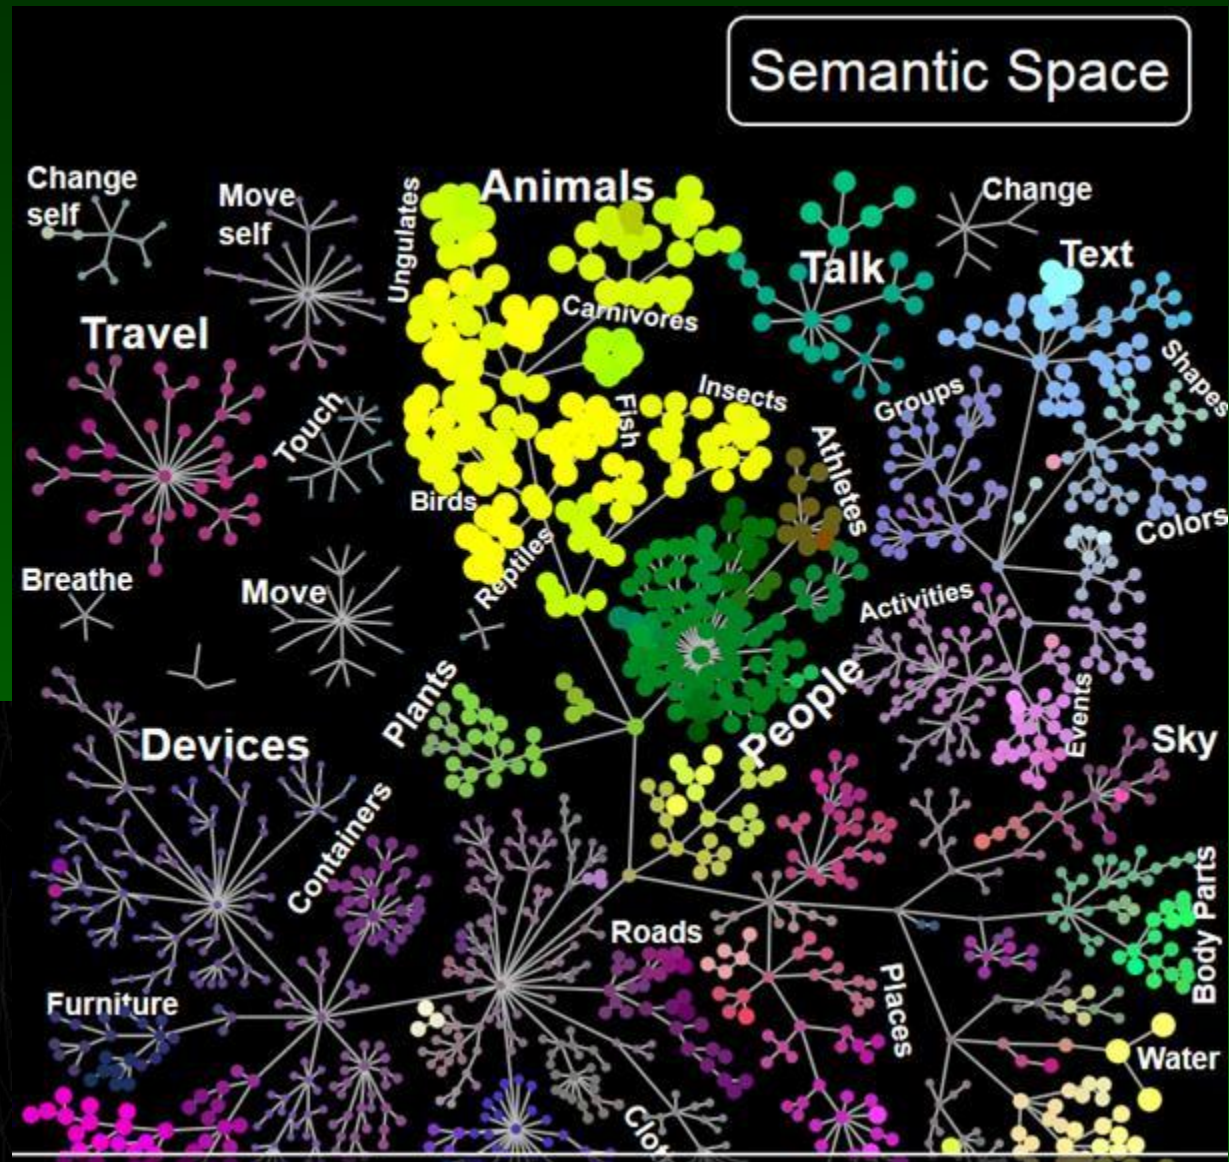 Semantic Space
Change
self
Move
self
Ungulates
Animals
Talk
Change
Text
Travel
Carnivores
Shapes
Touch
Fish
Insects
Groups
Athletes
Birds
Colors
Reptiles
Breathe
Move
Activities
Plants
People
Events
Devices
Sky
Containers
Roads
Body Parts
Places
Furniture
Water